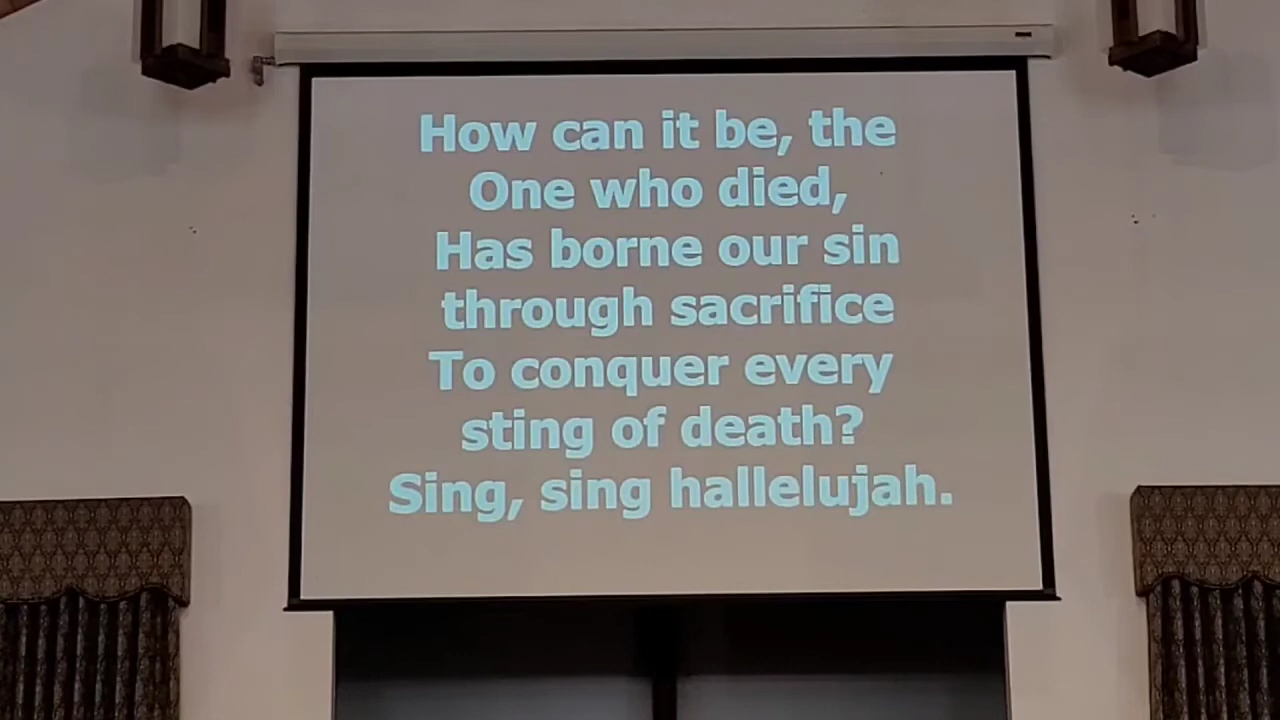 How can it be, the
One who died,
Has borne our sin
through sacrifice
To conquer every
sting of death?
Sing, sing hallelujah.